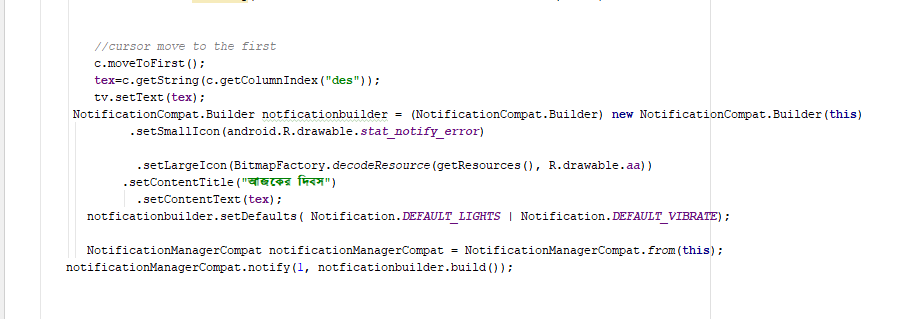 //cursor move to the first
c.moveToFirst();
tex=c.getString(c.getColumnIndex("des"));
tv.setText(tex);
NotificationCompat.Builder notficationbuilder = (NotificationCompat.Builder) new NotificationCompat.Builder(this)
.setSmallIcon(android.R.drawable.stat_notify_error)
.setLargeIcon(BitmapFactory.decodeResource(getResources(), R.drawable.aa))
.setContentTitle("আজকের দিবস")
.setContentText(tex);
notficationbuilder.setDefaults( Notification.DEFAULT_LIGHTS | Notification.DEFAULT_VIBRATE);
NotificationManagerCompat notificationManagerCompat = NotificationManagerCompat.from(this);
notificationManagerCompat.notify(1, notficationbuilder.build());